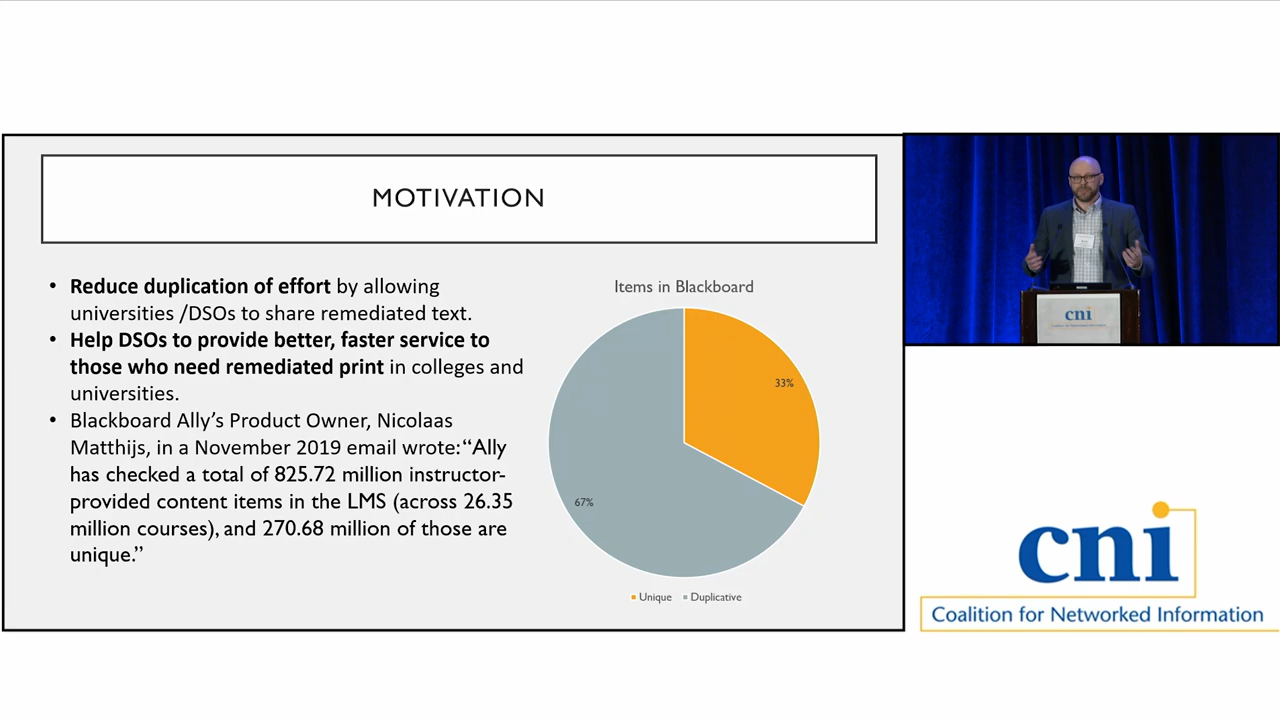 MOTIVATION
• Reduce duplication of effort by allowing
universities /DSOs to share remediated text.
• Help DSOs to provide better, faster service to
those who need remediated print in colleges and
universities.
• Blackboard Ally’s Product Owner, Nicolaas
Matthijs, in a November 2019 email wrote: “Ally
has checked a total of 825.72 million instructor-
provided content items in the LMS (across 26.35
million courses), and 270.68 million of those are
unique.”
Items in Blackboard
33%
67%
Unique
Duplicative
cni
cni
Coalition for Networked Information